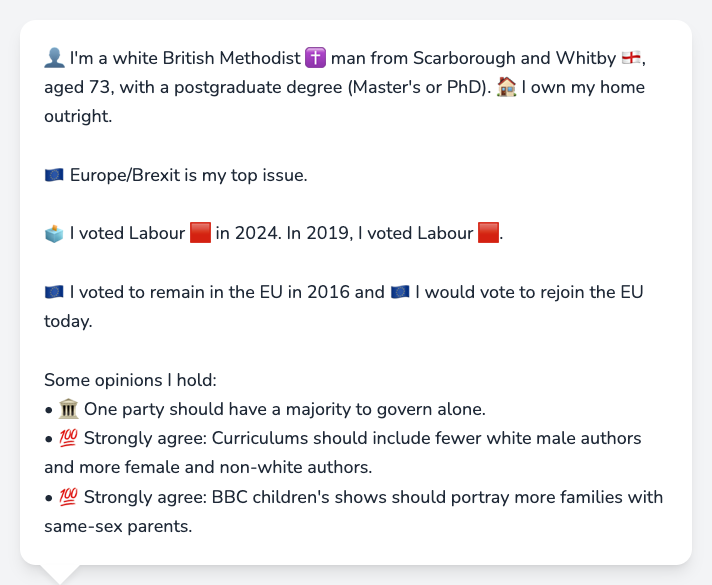 👤 I'm a white British Methodist ✝️ man from Scarborough and Whitby 🏴󠁧󠁢󠁥󠁮󠁧󠁿,
aged 73, with a postgraduate degree (Master's or PhD). 🏠 I own my home
outright.
🇪🇺 Europe/Brexit is my top issue.
🗳️ I voted Labour 🟥 in 2024. In 2019, I voted Labour 🟥.
🇪🇺 I voted to remain in the EU in 2016 and 🇪🇺 I would vote to rejoin the EU
today.
Some opinions I hold:
• 🏛️ One party should have a majority to govern alone.
• 💯 Strongly agree: Curriculums should include fewer white male authors
and more female and non-white authors.
• 💯 Strongly agree: BBC children's shows should portray more families with
same-sex parents.